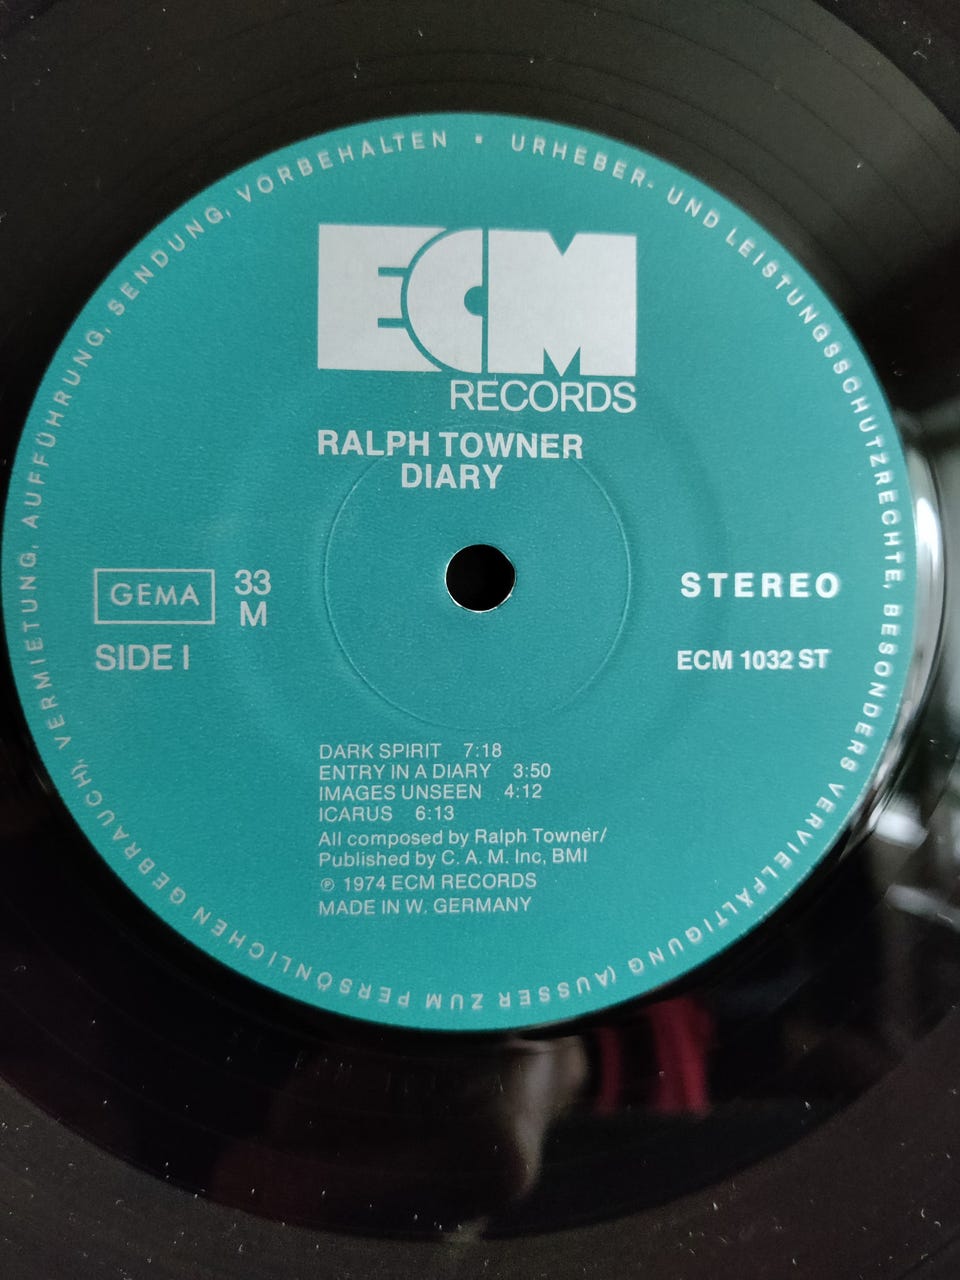 URHEBER- UND LEISTUNGSSCHUTZRECHTE, BESONDERS VERVIELFÄLTIGUNG (AUSSER ZUM PERSÖNLICHEN GEBRAUCH), VERMIETUNG, AUFFÜHRUNG, SENDUNG, VORBEHALTEN •
ECM
RECORDS
RALPH TOWNER
DIARY
GEMA 33
M
STEREO
SIDE I
ECM 1032 ST
DARK SPIRIT 7:18
ENTRY IN A DIARY 3:50
IMAGES UNSEEN 4:12
ICARUS 6:13
All composed by Ralph Towner/
Published by C. A. M. Inc, BMI
℗ 1974 ECM RECORDS
MADE IN W. GERMANY